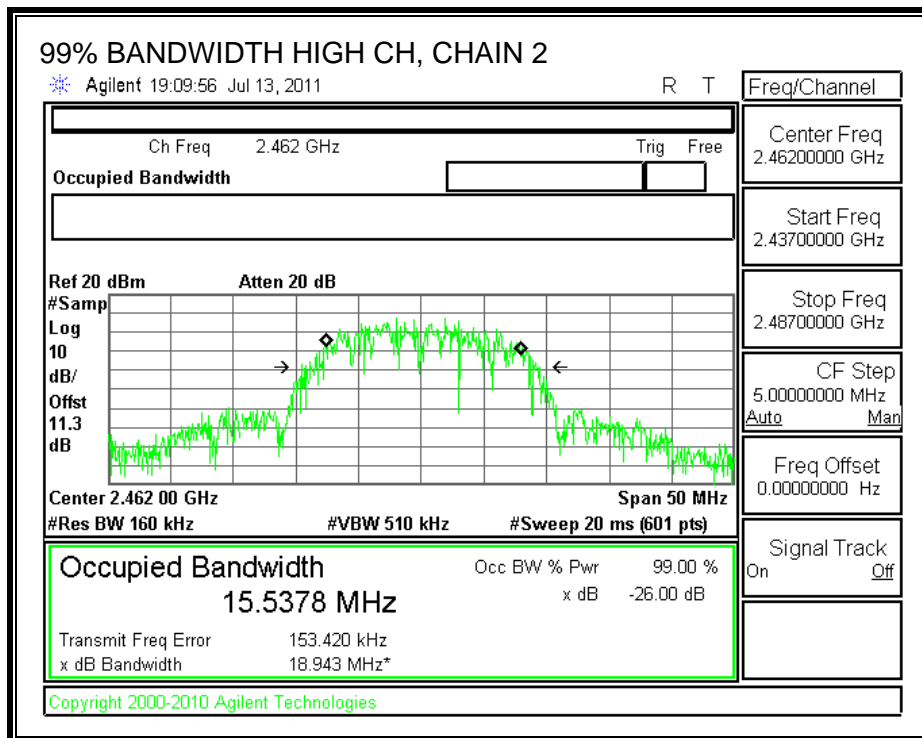 99% BANDWIDTH HIGH CH, CHAIN 2
Agilent 19:09:56 Jul 13, 2011 R T
Freq/Channel
Ch Freq 2.462 GHz Trig Free
Occupied Bandwidth
Center Freq
2.46200000 GHz
Start Freq
2.43700000 GHz
Stop Freq
2.48700000 GHz
CF Step
5.00000000 MHz
Auto Man
Freq Offset
0.00000000 Hz
Signal Track
On Off
Ref 20 dBm Atten 20 dB
#Samp
Log
10
dB/
Offst
11.3
dB
Center 2.462 00 GHz Span 50 MHz
#Res BW 160 kHz #VBW 510 kHz #Sweep 20 ms (601 pts)
Occupied Bandwidth
15.5378 MHz
Occ BW % Pwr 99.00 %
x dB -26.00 dB
Transmit Freq Error 153.420 kHz
x dB Bandwidth 18.943 MHz*
Copyright 2000-2010 Agilent Technologies